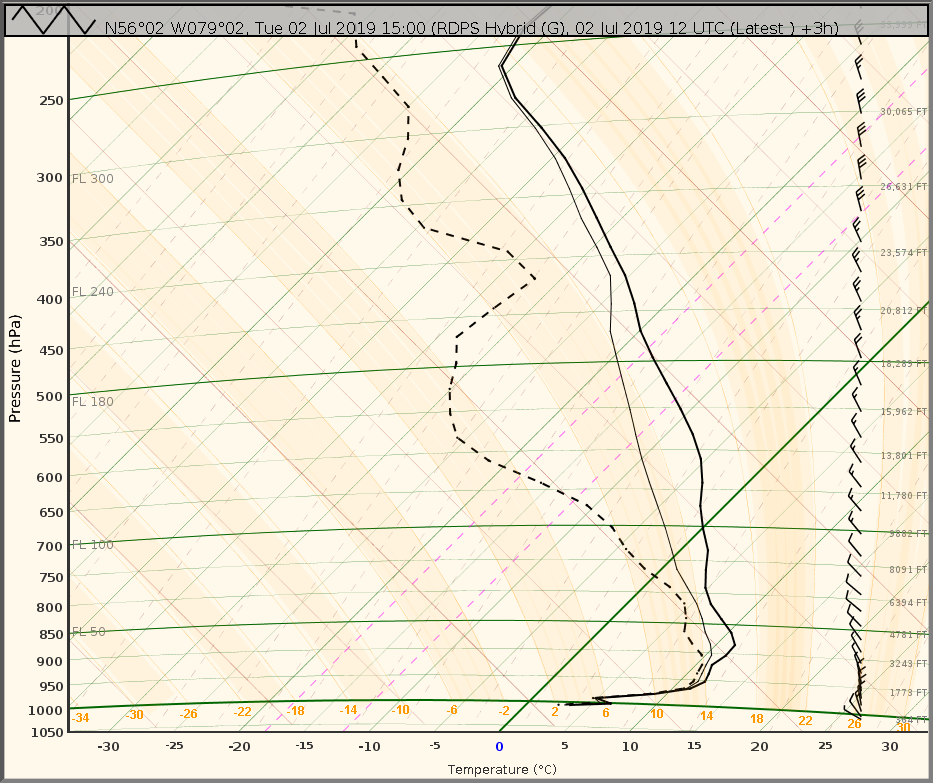 200
N56°02 W079°02, Tue 02 Jul 2019 15:00 (RDPS Hybrid (G), 02 Jul 2019 12 UTC (Latest ) +3h)
250
30,065 FT
300
FL 300
26,631 FT
350
23,574 FT
FL 240
400
20,812 FT
450
18,289 FT
500
FL 180
15,962 FT
550
13,801 FT
600
11,780 FT
650
9882 FT
700
FL 100
750
8091 FT
800
6394 FT
850
FL 50
4781 FT
900
3243 FT
950
1773 FT
1000
-34 -30 -26 -22 -18 -14 -10 -6 -2 2 6 10 14 18 22 26 30
364 FT
1050
-30 -25 -20 -15 -10 -5 0 5 10 15 20 25 30
Temperature (°C)
Pressure (hPa)